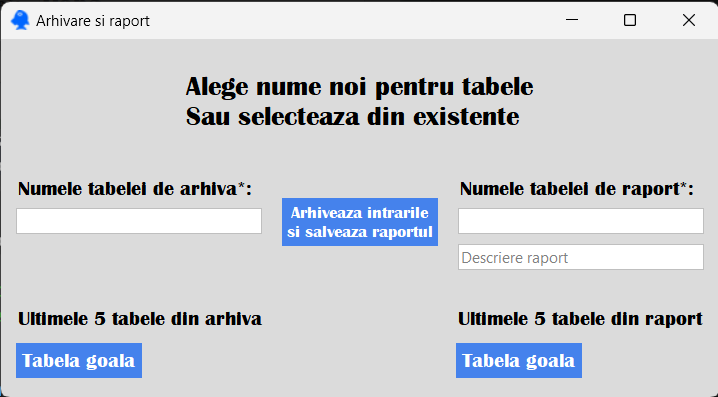 Arhivare si raport
Alege nume noi pentru tabele
Sau selecteaza din existente
Numele tabelei de arhiva*:
Numele tabelei de raport*:
Arhiveaza intrarile
si salveaza raportul
Descriere raport
Ultimele 5 tabele din arhiva
Ultimele 5 tabele din raport
Tabela goala
Tabela goala